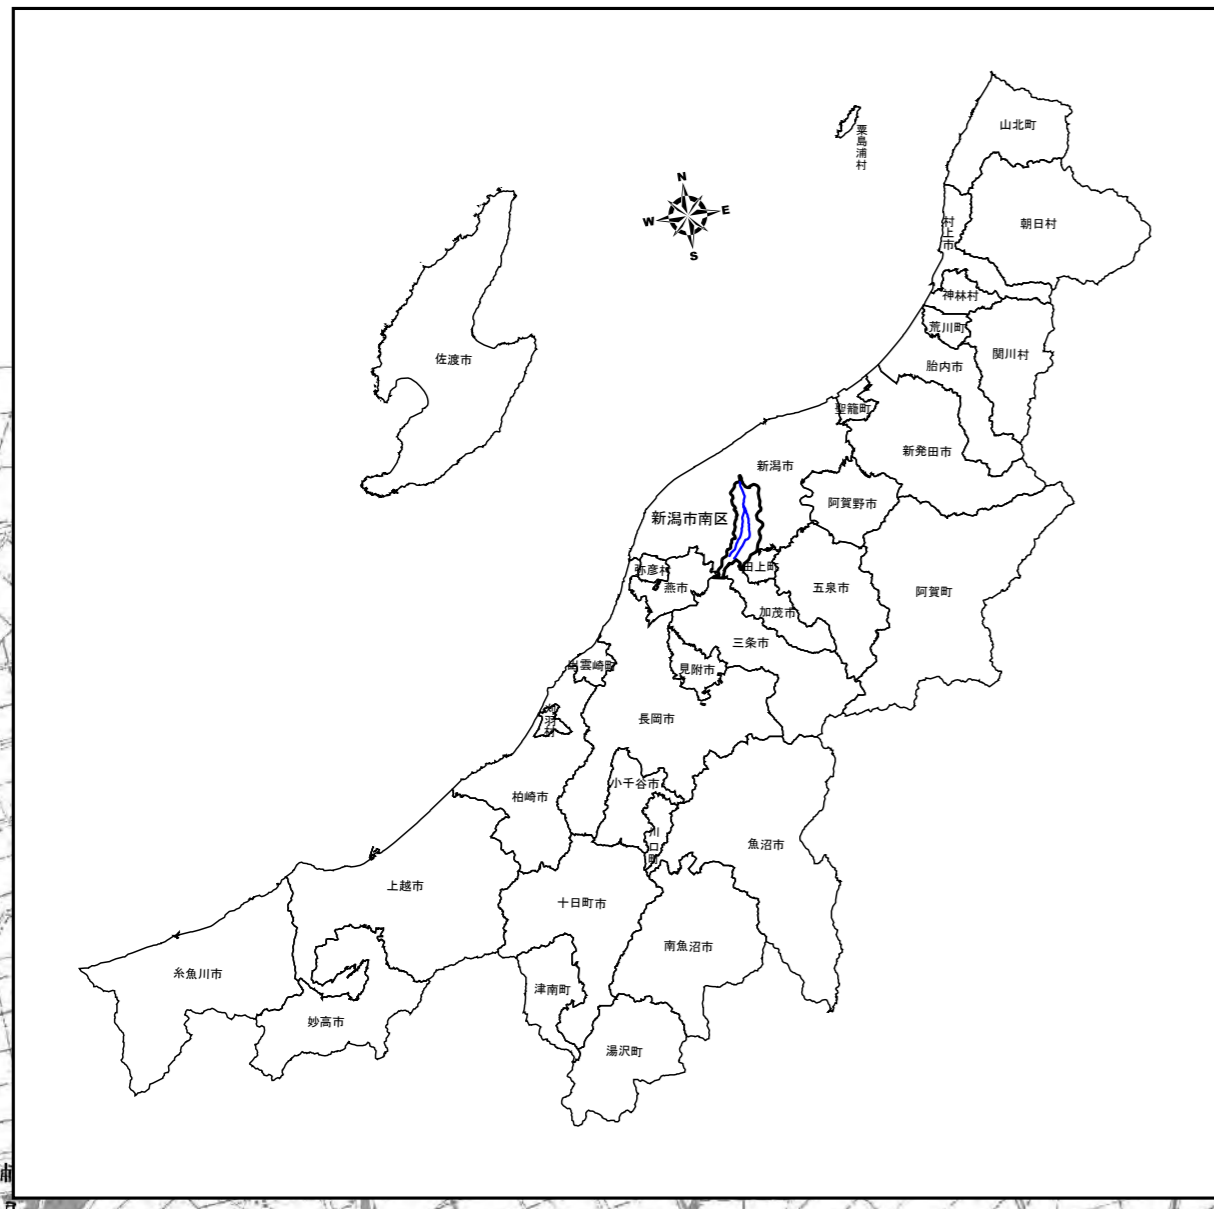 山北町
粟島浦村
N
W
E
S
村上市
朝日村
神林村
荒川町
関川村
佐渡市
胎内市
聖籠町
新発田市
新潟市
阿賀野市
新潟市南区
弥彦村
燕市
田上町
五泉市
阿賀町
加茂市
三条市
出雲崎町
見附市
刈羽村
長岡市
小千谷市
柏崎市
川口町
魚沼市
上越市
十日町市
南魚沼市
糸魚川市
津南町
妙高市
湯沢町